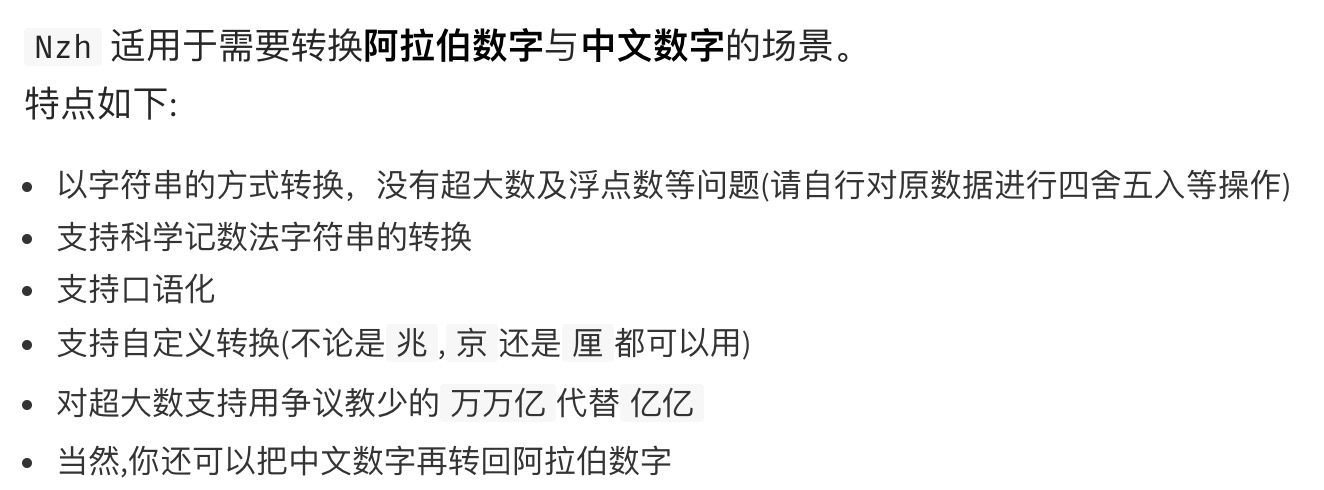 Nzh 适用于需要转换阿拉伯数字与中文数字的场景。
特点如下:
以字符串的方式转换，没有超大数及浮点数等问题(请自行对原数据进行四舍五入等操作)
支持科学记数法字符串的转换
支持口语化
支持自定义转换(不论是 兆 , 京 还是 厘 都可以用)
对超大数支持用争议教少的 万万亿 代替 亿亿
当然,你还可以把中文数字再转回阿拉伯数字